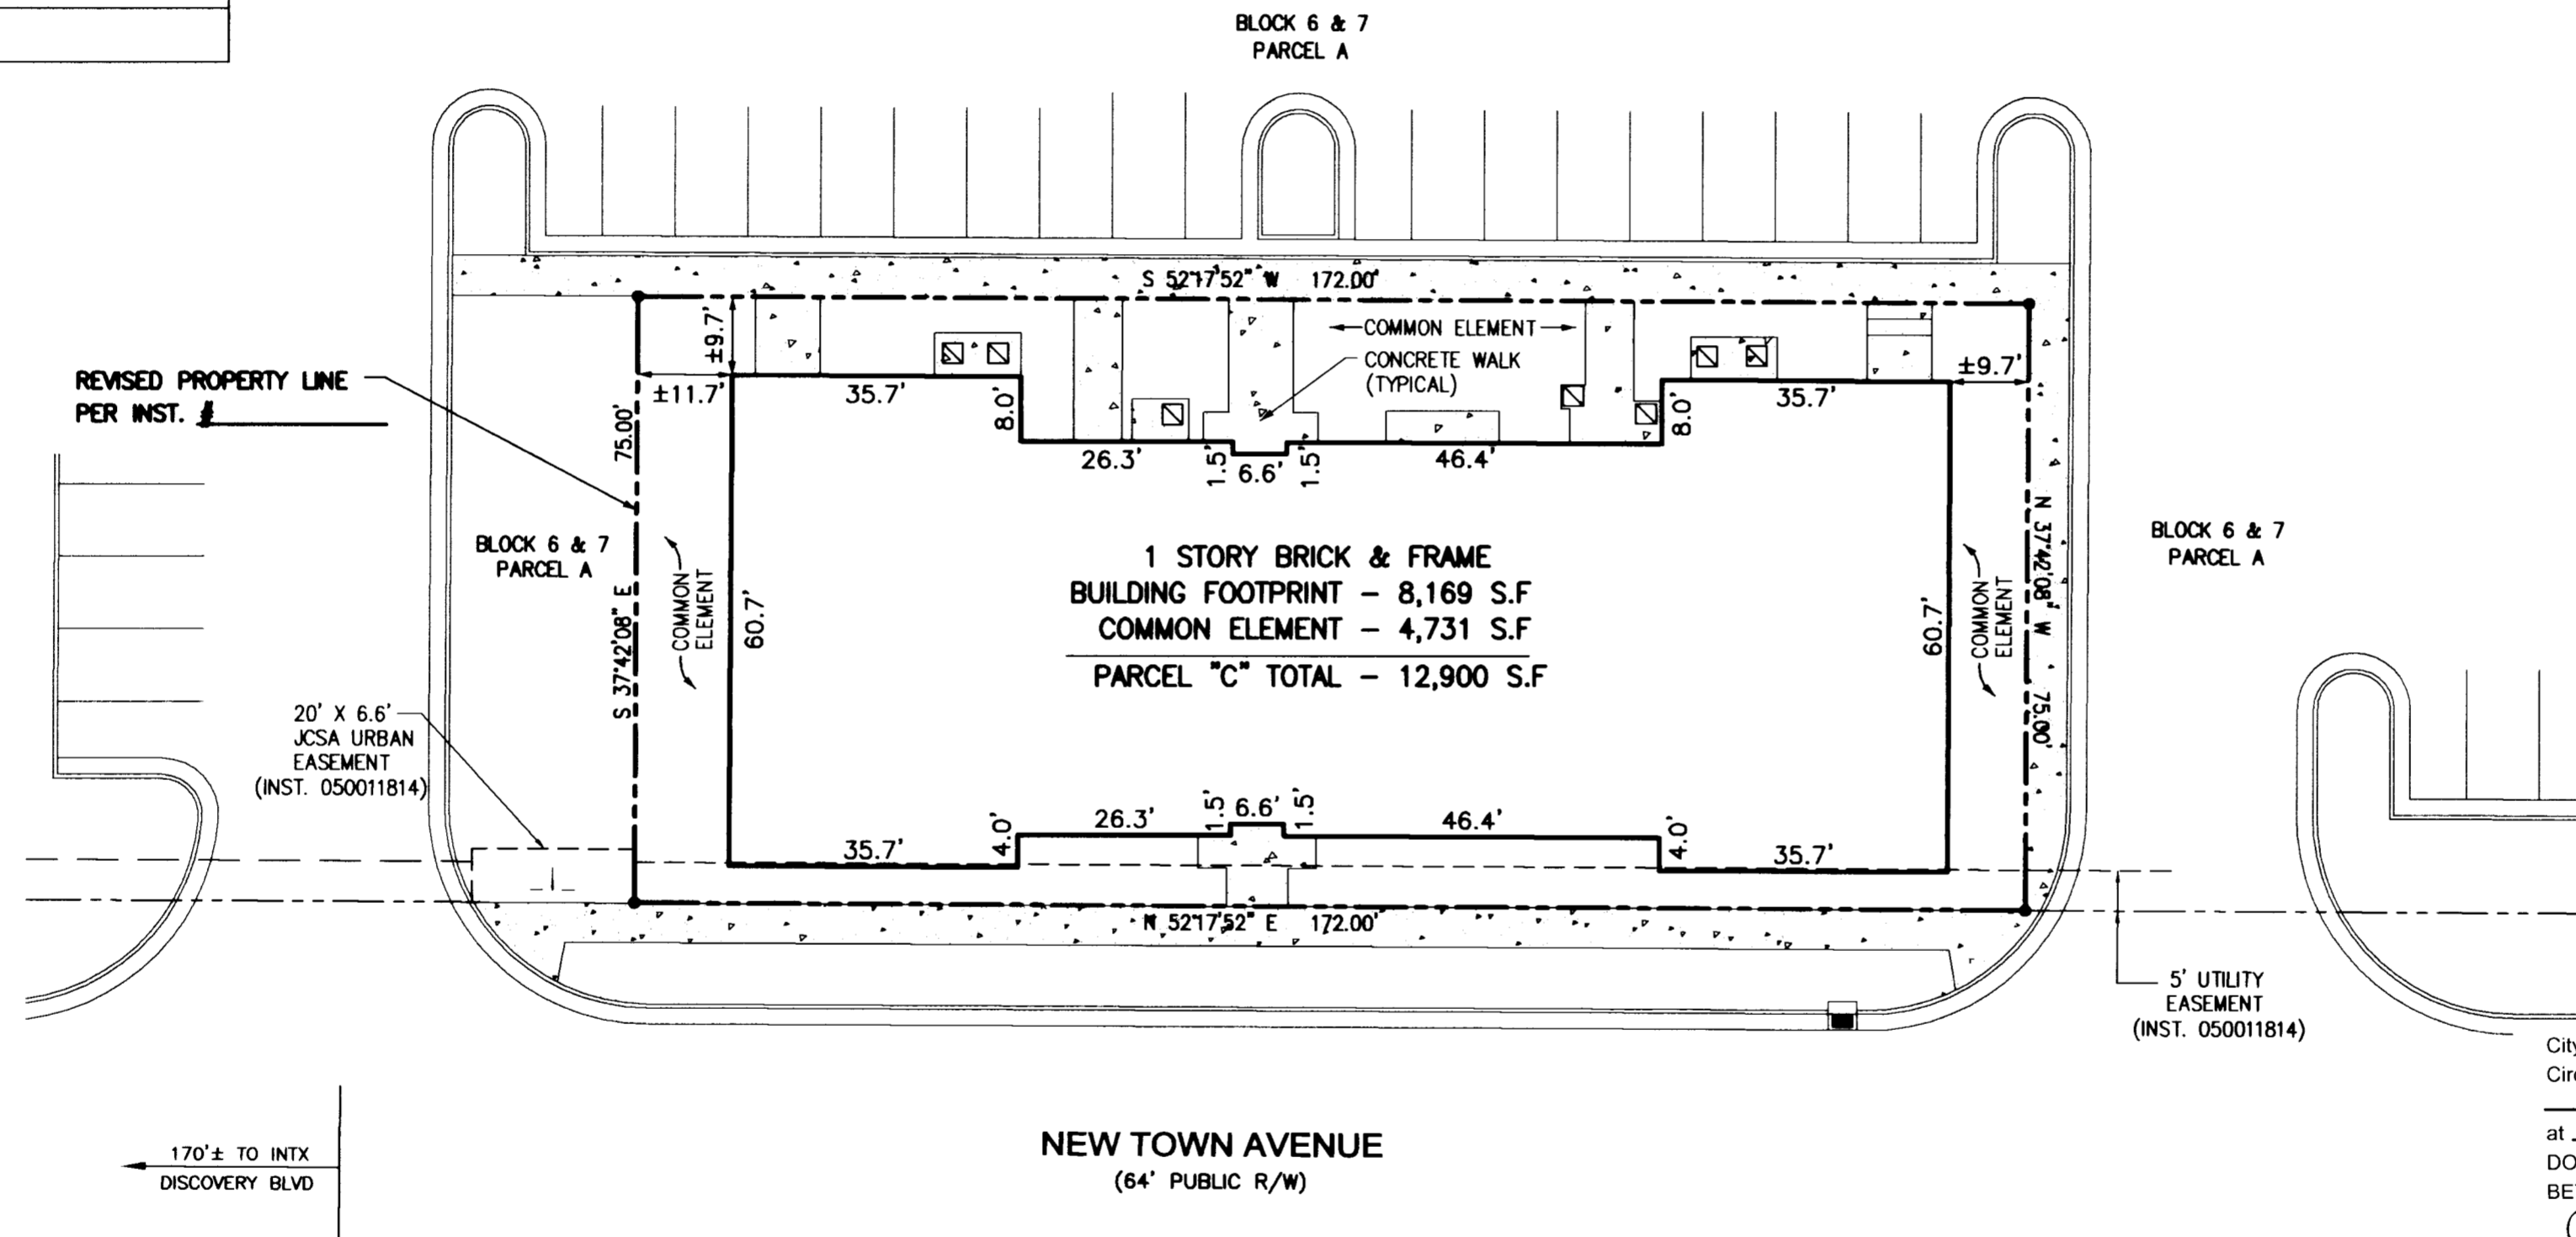 BLOCK 6 & 7
PARCEL A
S 52°17'52" W 172.00'
±9.7'
COMMON ELEMENT
CONCRETE WALK
(TYPICAL)
±9.7'
REVISED PROPERTY LINE
PER INST. #
±11.7'
35.7'
8.0'
35.7'
8.0'
75.00'
26.3'
1.5'
6.6'
1.5'
46.4'
BLOCK 6 & 7
PARCEL A
S 37°42'08" E
COMMON
ELEMENT
60.7'
1 STORY BRICK & FRAME
BUILDING FOOTPRINT - 8,169 S.F
COMMON ELEMENT - 4,731 S.F
PARCEL "C" TOTAL - 12,900 S.F
60.7'
COMMON
ELEMENT
N 37°42'08" W 75.00'
BLOCK 6 & 7
PARCEL A
20' X 6.6'
JCSA URBAN
EASEMENT
(INST. 050011814)
35.7'
4.0'
26.3'
1.5'
6.6'
1.5'
46.4'
4.0'
35.7'
N 52°17'52" E 172.00'
5' UTILITY
EASEMENT
(INST. 050011814)
City
Circ
at
DO
BE
NEW TOWN AVENUE
(64' PUBLIC R/W)
170'± TO INTX
DISCOVERY BLVD